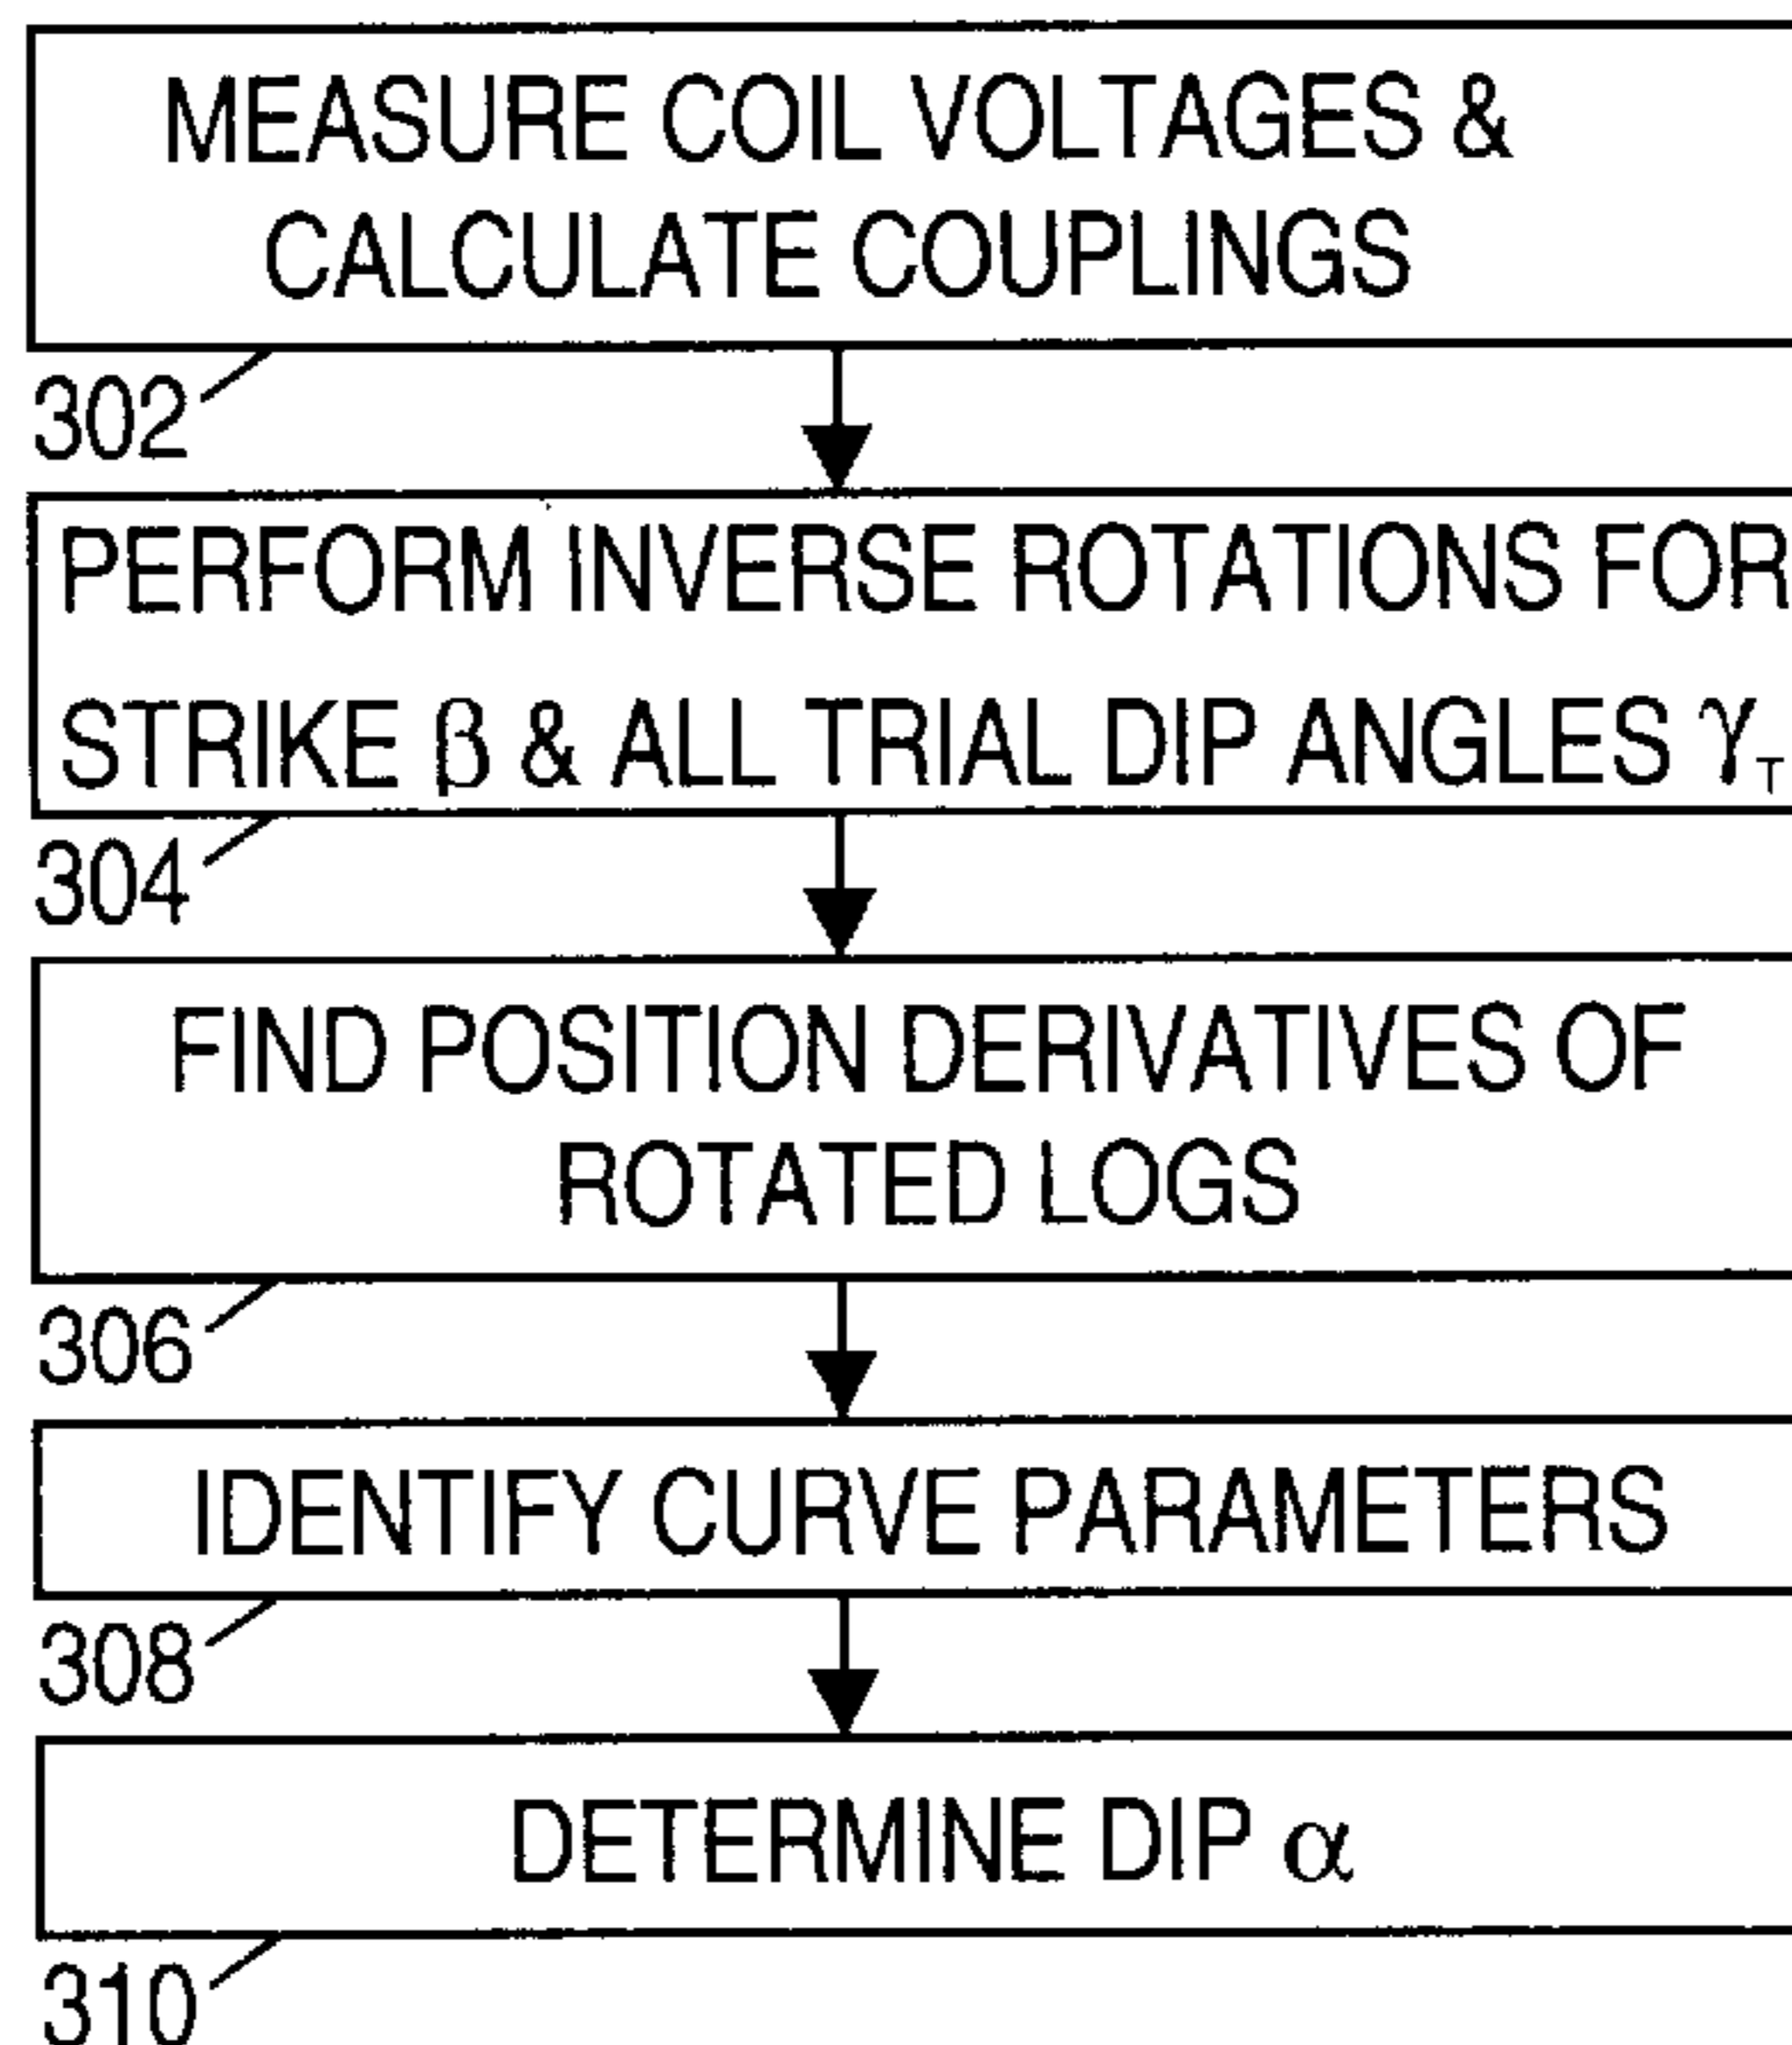 MEASURE COIL VOLTAGES &
CALCULATE COUPLINGS
302
PERFORM INVERSE ROTATIONS FOR
STRIKE β & ALL TRIAL DIP ANGLES γ_T
304
FIND POSITION DERIVATIVES OF
ROTATED LOGS
306
IDENTIFY CURVE PARAMETERS
308
DETERMINE DIP α
310